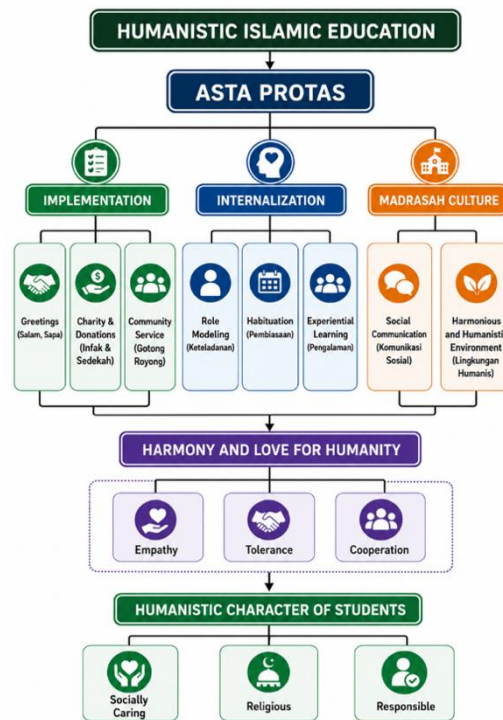 HUMANISTIC ISLAMIC EDUCATION
ASTA PROTAS
IMPLEMENTATION
Greetings
(Salam, Sapa)
Charity &
Donations
(Infak &
Sedekah)
Community
Service
(Gotong
Royong)
INTERNALIZATION
Role
Modeling
(Keteladanan)
Habituation
(Pembiasaan)
Experiential
Learning
(Pengalaman)
MADRASAH CULTURE
Social
Communication
(Komunikasi
Sosial)
Harmonious
and Humanistic
Environment
(Lingkungan
Humanis)
HARMONY AND LOVE FOR HUMANITY
Empathy
Tolerance
Cooperation
HUMANISTIC CHARACTER OF STUDENTS
Socially
Caring
Religious
Responsible